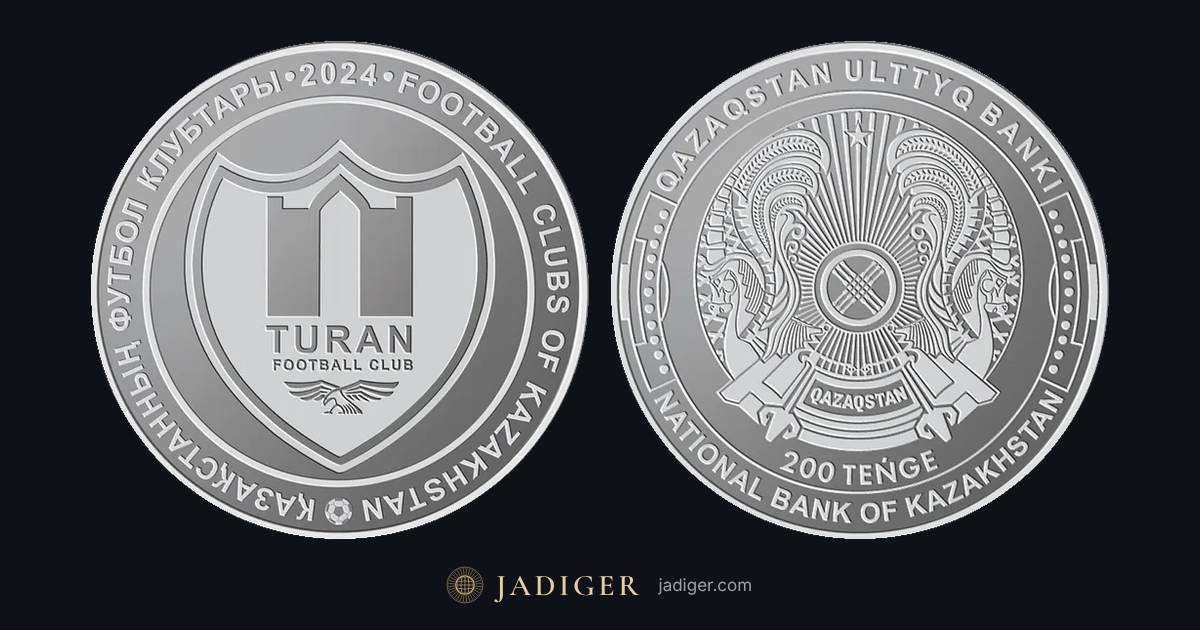 ҚАЗАҚСТАННЫҢ ФУТБОЛ КЛУБТАРЫ•2024•FOOTBALL CLUBS OF KAZAKHSTAN
TURAN
FOOTBALL CLUB
QAZAQSTAN ULTTYQ BANKI
QAZAQSTAN
200 TEŃGE
NATIONAL BANK OF KAZAKHSTAN
JADIGER jadiger.com